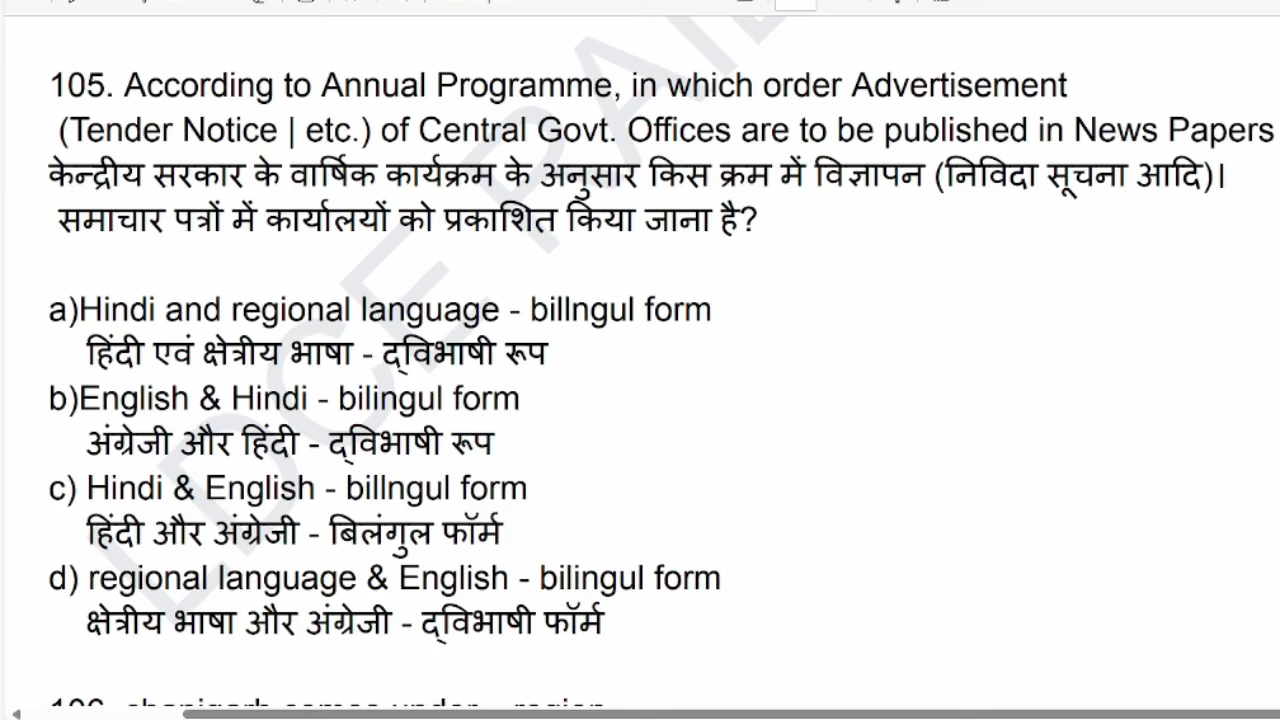 105. According to Annual Programme, in which order Advertisement
(Tender Notice | etc.) of Central Govt. Offices are to be published in News Papers
केन्द्रीय सरकार के वार्षिक कार्यक्रम के अनुसार किस क्रम में विज्ञापन (निविदा सूचना आदि)।
समाचार पत्रों में कार्यालयों को प्रकाशित किया जाना है?
a)Hindi and regional language - billngul form
हिंदी एवं क्षेत्रीय भाषा - द्विभाषी रूप
b)English & Hindi - bilingul form
अंग्रेजी और हिंदी - द्विभाषी रूप
c) Hindi & English - billngul form
हिंदी और अंग्रेजी - बिलंगुल फॉर्म
d) regional language & English - bilingul form
क्षेत्रीय भाषा और अंग्रेजी - द्विभाषी फॉर्म
LDCE